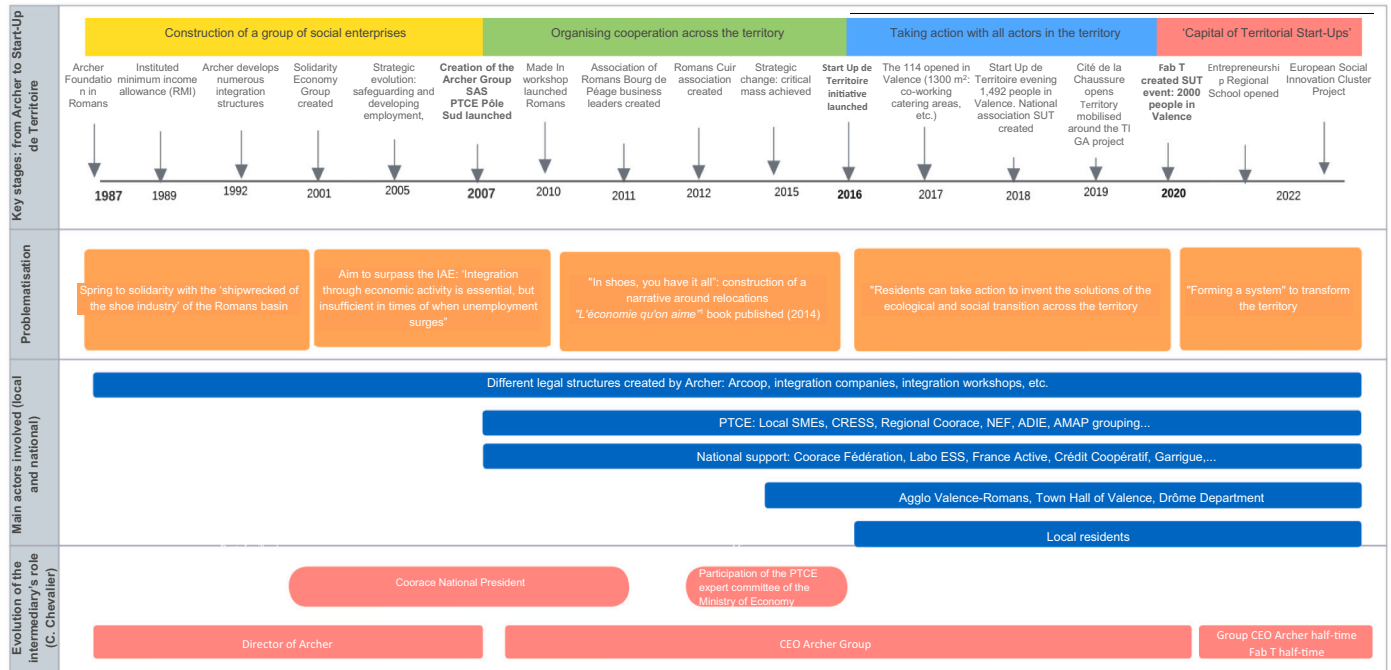 Key stages: from Archer to Start-Up
de Territoire
Construction of a group of social enterprises
Organising cooperation across the territory
Taking action with all actors in the territory
‘Capital of Territorial Start-Ups’
Archer
Foundatio
n in
Romans
Instituted
minimum income
allowance (RMI)
Archer develops
numerous
integration
structures
Solidarity
Economy
Group
created
Strategic
evolution:
safeguarding and
developing
employment,
Creation of the
Archer Group
SAS
PTCE Pôle
Sud launched
Made In
workshop
launched
Romans
Association of
Romans Bourg de
Péage business
leaders created
Romans Cuir
association
created
Strategic
change: critical
mass achieved
Start Up de
Territoire
initiative
launched
The 114 opened in
Valence (1300 m²:
co-working
catering areas,
etc.)
Start Up de
Territoire evening
1,492 people in
Valence. National
association SUT
created
Cité de la
Chaussure
opens
Territory
mobilised
around the TI
GA project
Fab T
created SUT
event: 2000
people in
Valence
Entrepreneurshi
p Regional
School opened
European Social
Innovation Cluster
Project
1987
1989
1992
2001
2005
2007
2010
2011
2012
2015
2016
2017
2018
2019
2020
2022
Problematisation
Spring to solidarity with the ‘shipwrecked of
the shoe industry’ of the Romans basin
Aim to surpass the IAE: ‘Integration
through economic activity is essential, but
insufficient in times of when unemployment
surges”
"In shoes, you have it all”: construction of a
narrative around relocations
"L'économie qu'on aime"' book published (2014)
"Residents can take action to invent the solutions of the
ecological and social transition across the territory
"Forming a system" to transform
the territory
Main actors involved (local
and national)
Different legal structures created by Archer: Arcoop, integration companies, integration workshops, etc.
PTCE: Local SMEs, CRESS, Regional Coorace, NEF, ADIE, AMAP grouping...
National support: Coorace Fédération, Labo ESS, France Active, Crédit Coopératif, Garrigue,...
Agglo Valence-Romans, Town Hall of Valence, Drôme Department
Local residents
Evolution of the
intermediary's role
(C. Chevalier)
Coorace National President
Participation of the PTCE
expert committee of the
Ministry of Economy
Director of Archer
CEO Archer Group
Group CEO Archer half-time
Fab T half-time